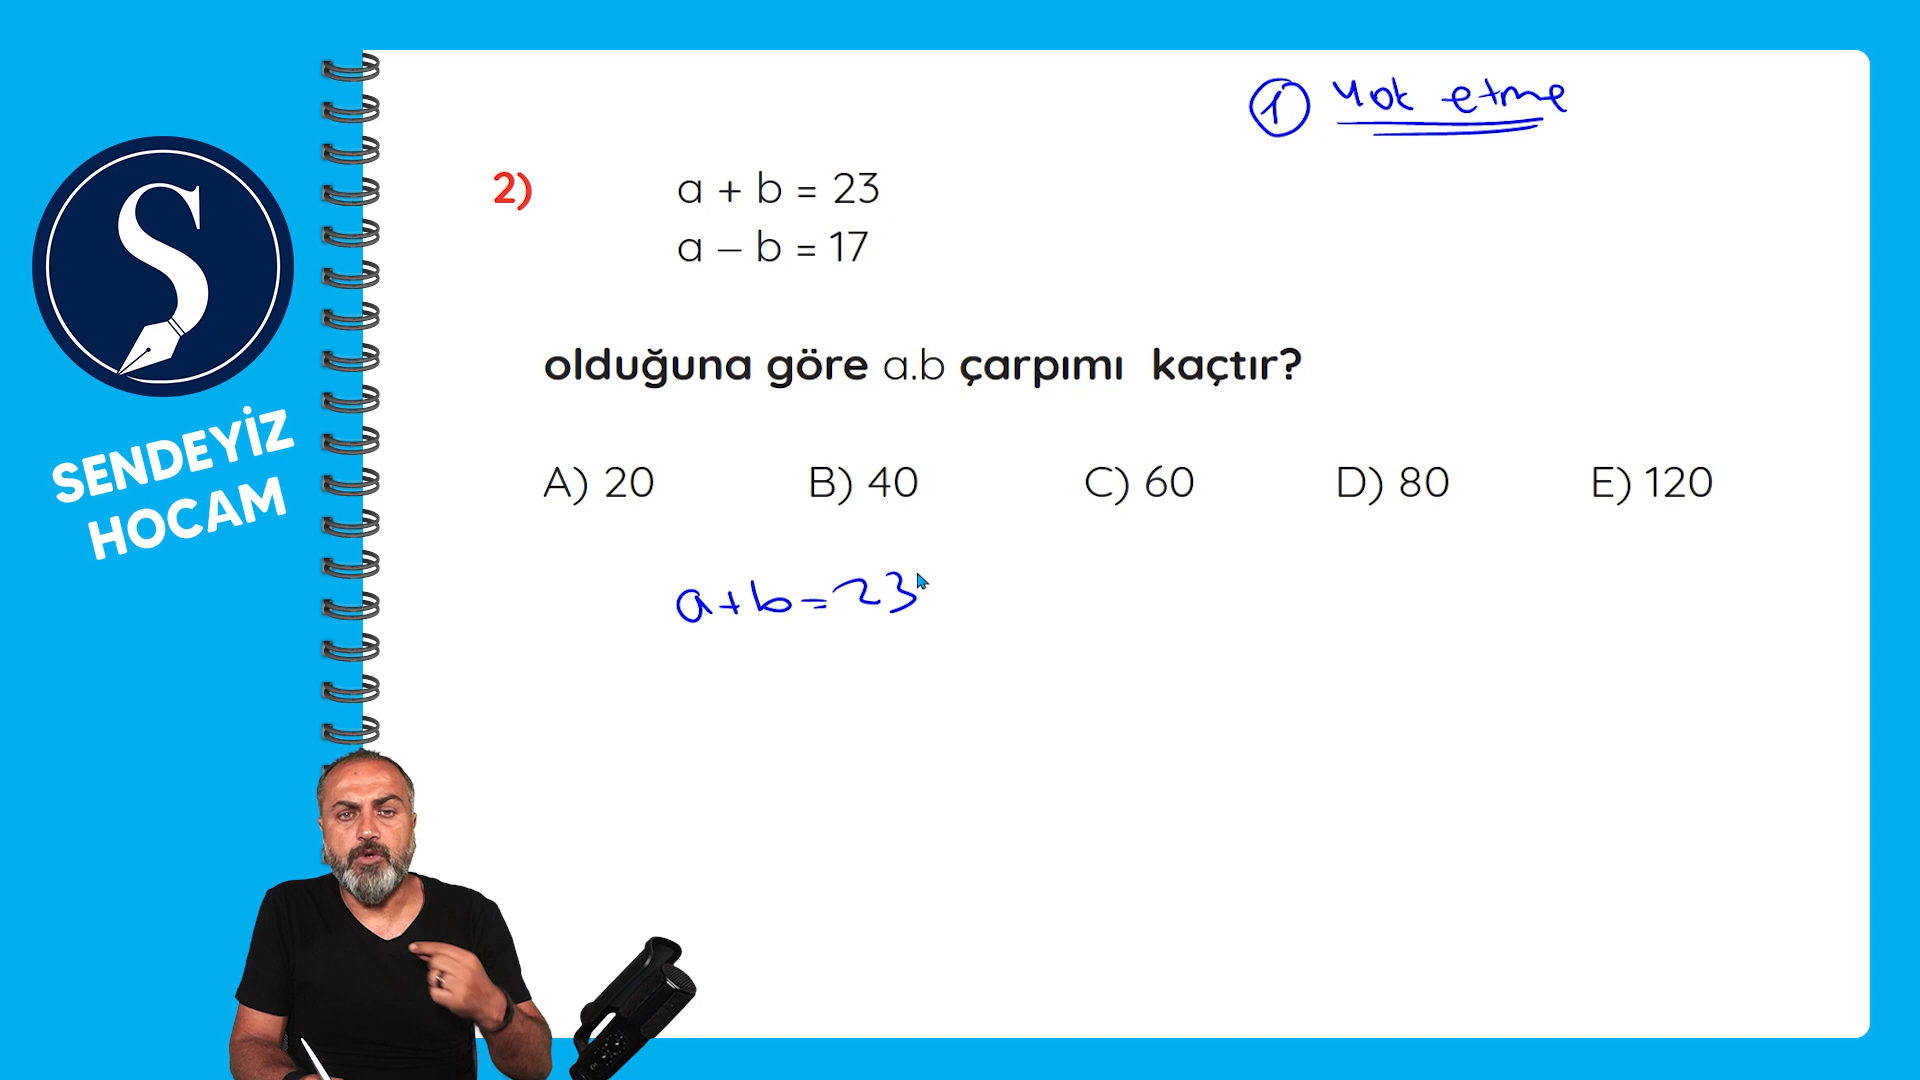 SENDEYİZ
HOCAM
① Yok etme
2) a + b = 23
a – b = 17
olduğuna göre a.b çarpımı kaçtır?
A) 20 B) 40 C) 60 D) 80 E) 120
a+b=23